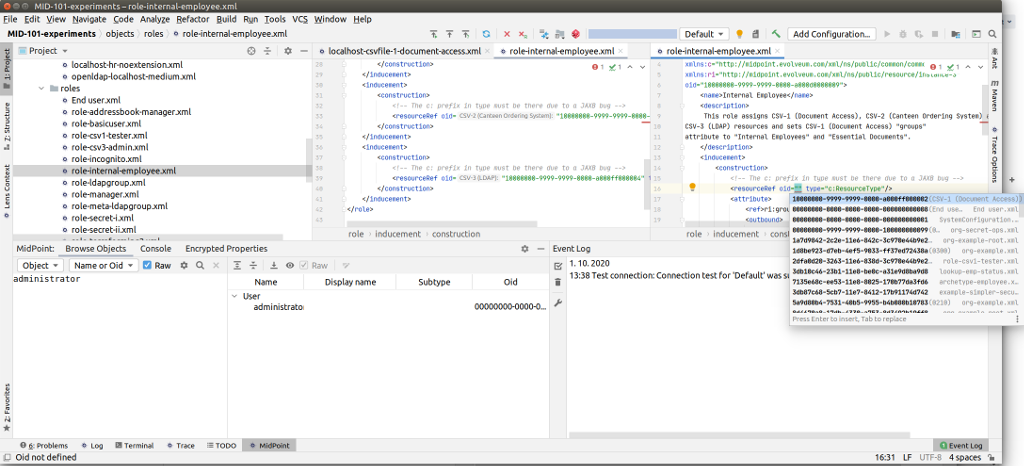 MID-101-experiments – role-internal-employee.xml
File Edit View Navigate Code Analyze Refactor Build Run Tools VCS Window Help
MID-101-experiments objects roles role-internal-employee.xml
Default
Add Configuration...
1: Project
Z: Structure
Lens Context
2: Favorites
Ant
Maven
Trace Options
Project
localhost-hr-noextension.xml
openldap-localhost-medium.xml
roles
End user.xml
role-addressbook-manager.xml
role-basicuser.xml
role-csv1-tester.xml
role-csv3-admin.xml
role-incognito.xml
role-internal-employee.xml
role-ldapgroup.xml
role-manager.xml
role-meta-ldapgroup.xml
role-secret-i.xml
role-secret-ii.xml
localhost-csvfile-1-document-access.xml
role-internal-employee.xml
28 </construction>
29 </inducement>
30 <inducement>
31 <construction>
32 <!-- The c: prefix in type must be there due to a JAXB bug -->
33 <resourceRef oid= CSV-2 (Canteen Ordering System) "10000000-9999-9999-0000-
34 </construction>
35 </inducement>
36 <inducement>
37 <construction>
38 <!-- The c: prefix in type must be there due to a JAXB bug -->
39 <resourceRef oid= CSV-3 (LDAP) "10000000-9999-9999-0000-a000ff000004"
40 </construction>
41 </inducement>
42 </role>
role inducement construction
role-internal-employee.xml
4 xmlns:c="http://midpoint.evolveum.com/xml/ns/public/common/comm
5 xmlns:ri="http://midpoint.evolveum.com/xml/ns/public/resource/instance-3
6 oid="10000000-9999-9999-0000-a000d0000009">
7 <name>Internal Employee</name>
8 <description>
9 This role assigns CSV-1 (Document Access), CSV-2 (Canteen Ordering System)
10 CSV-3 (LDAP) resources and sets CSV-1 (Document Access) "groups"
11 attribute to "Internal Employees" and "Essential Documents".
12 </description>
13 <inducement>
14 <construction>
15 <!-- The c: prefix in type must be there due to a JAXB bug -->
16 <resourceRef oid="" type="c:ResourceType"/>
17 <attribute>
18 <ref>ri:grou
19 <outbound>
role inducement const
10000000-9999-9999-0000-a000ff000002 (CSV-1 (Document Access))
00000000-0000-0000-0000-000000000008 (End use… End user.xml
00000000-0000-0000-0000-000000000001 SystemConfiguration.
org-secret-ops.xml
1a7d9842-2c2e-11e6-842c-3c970e44b9e2 org-example-root.xml
1d8be923-d7eb-4ef5-9033-ff37ed72438a (0300) org-example.xml
2dfa0d20-3263-11e6-838d-3c970e44b9e2 role-csv1-tester.xml
3db10c46-23b1-11e8-be0c-a31e9d8ba9d8 lookup-emp-status.xml
7135e68c-ee53-11e8-8025-170b77da3fd6 archetype-employee.x
3db87c68-5cb7-11e7-8412-17b91174d742 example-simpler-secu
org-example.xml
Press Enter to insert, Tab to replace
MidPoint: Browse Objects Console Encrypted Properties
Object Name or Oid Raw Raw
administrator
Name Display name Subtype Oid
User
administrator 00000000-0000-0...
Event Log
1. 10. 2020
13:38 Test connection: Connection test for 'Default' was su
6: Problems Log Terminal Trace TODO MidPoint
1 Event Log
Oid not defined
16:31 LF UTF-8 4 spaces